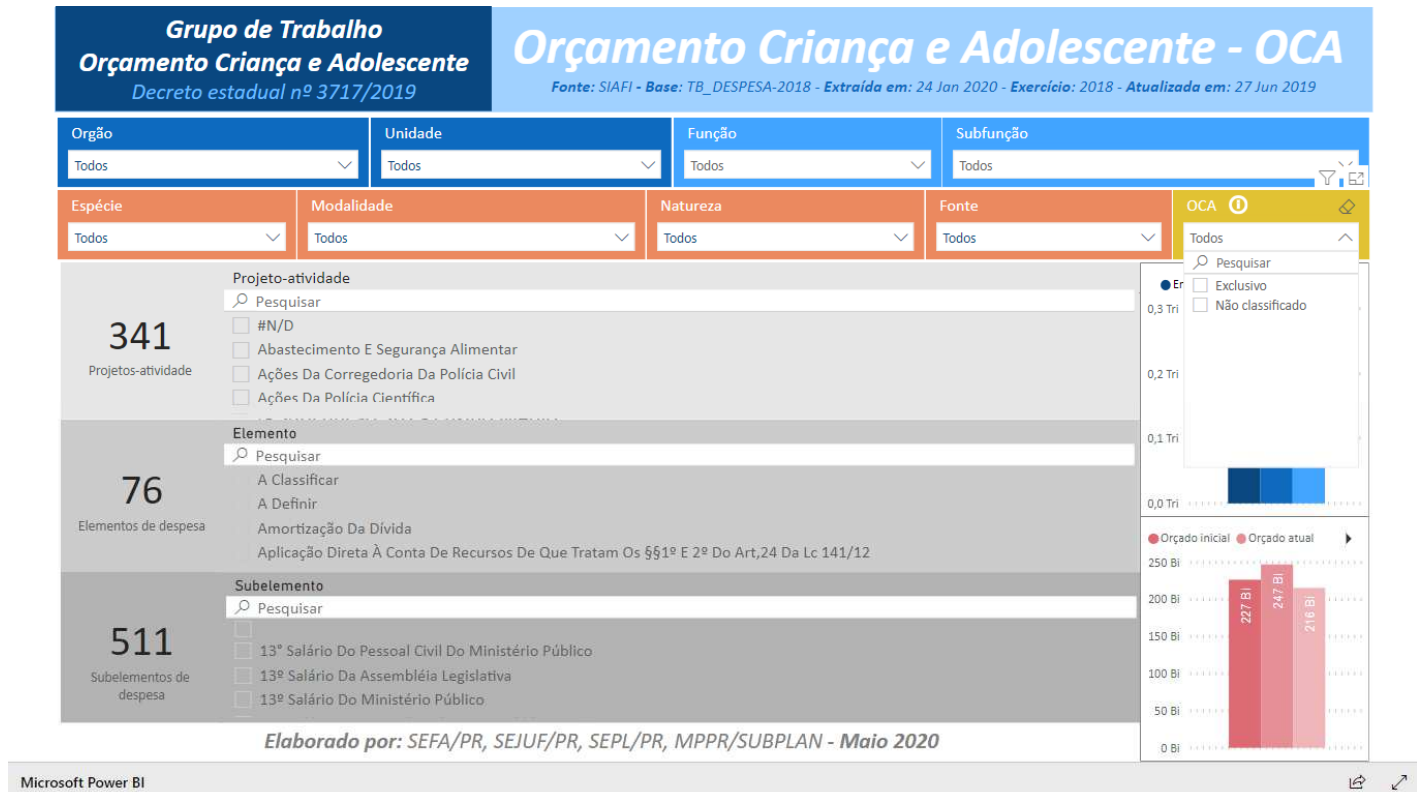 Grupo de Trabalho
Orçamento Criança e Adolescente
Decreto estadual nº 3717/2019
Orçamento Criança e Adolescente - OCA
Fonte: SIAFI - Base: TB_DESPESA-2018 - Extraída em: 24 Jan 2020 - Exercício: 2018 - Atualizada em: 27 Jun 2019
Orgão
Todos
Unidade
Todos
Função
Todos
Subfunção
Todos
Espécie
Todos
Modalidade
Todos
Natureza
Todos
Fonte
Todos
OCA
Todos
Pesquisar
Exclusivo
Não classificado
341
Projetos-atividade
Projeto-atividade
Pesquisar
#N/D
Abastecimento E Segurança Alimentar
Ações Da Corregedoria Da Polícia Civil
Ações Da Polícia Científica
76
Elementos de despesa
Elemento
Pesquisar
A Classificar
A Definir
Amortização Da Dívida
Aplicação Direta À Conta De Recursos De Que Tratam Os §§1º E 2º Do Art,24 Da Lc 141/12
511
Subelementos de
despesa
Subelemento
Pesquisar
13° Salário Do Pessoal Civil Do Ministério Público
13º Salário Da Assembléia Legislativa
13º Salário Do Ministério Público
0,3 Tri
0,2 Tri
0,1 Tri
0,0 Tri
Orçado inicial
Orçado atual
250 Bi
200 Bi
150 Bi
100 Bi
50 Bi
0 Bi
227 Bi
247 Bi
216 Bi
Elaborado por: SEFA/PR, SEJUF/PR, SEPL/PR, MPPR/SUBPLAN - Maio 2020
Microsoft Power BI